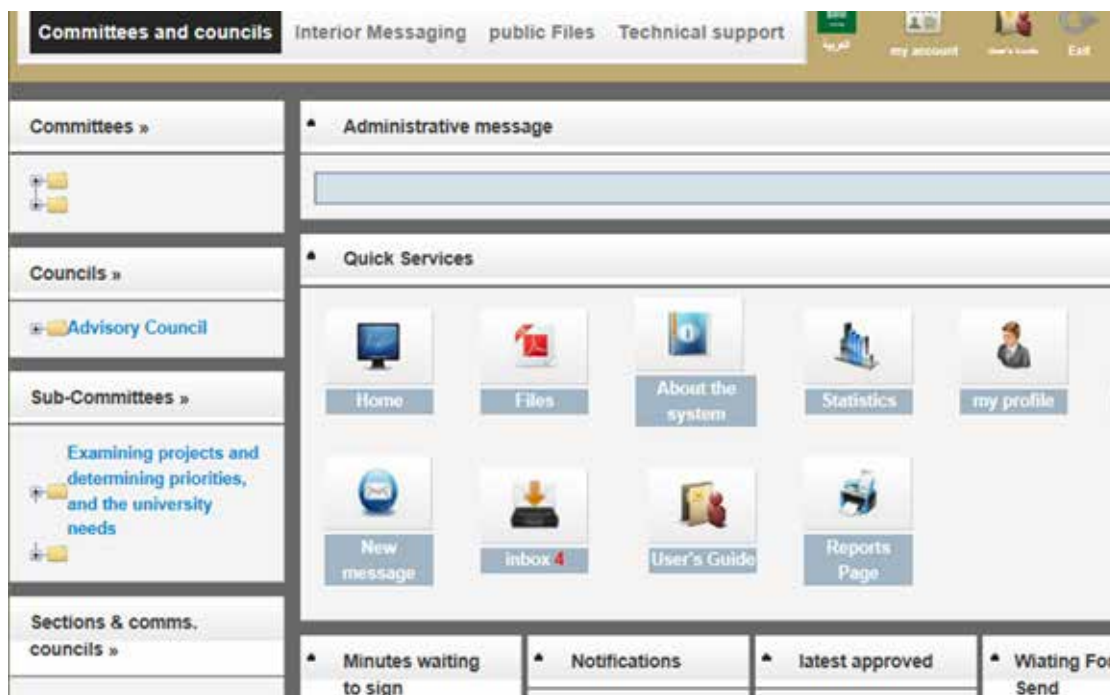 Committees and councils Interior Messaging public Files Technical support
العربية my account User's Guide Exit
Committees »
Administrative message
Quick Services
Councils »
Advisory Council
Home Files About the system Statistics my profile
Sub-Committees »
Examining projects and
determining priorities,
and the university
needs
New message inbox 4 User's Guide Reports Page
Sections & comms.
councils »
Minutes waiting
to sign
Notifications
latest approved
Wiating For
Send